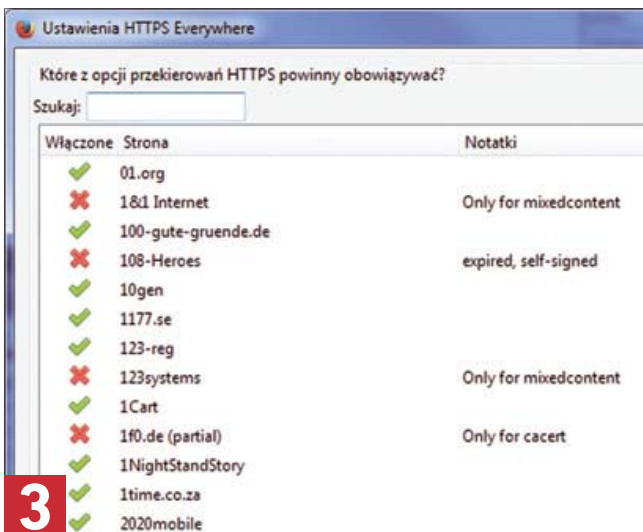 Ustawienia HTTPS Everywhere
Które z opcji przekierowań HTTPS powinny obowiązywać?
Szukaj:
Włączone Strona Notatki
01.org
1&1 Internet Only for mixedcontent
100-gute-gruende.de
108-Heroes expired, self-signed
10gen
1177.se
123-reg
123systems Only for mixedcontent
1Cart
1f0.de (partial) Only for cacert
1NightStandStory
1time.co.za
2020mobile
3